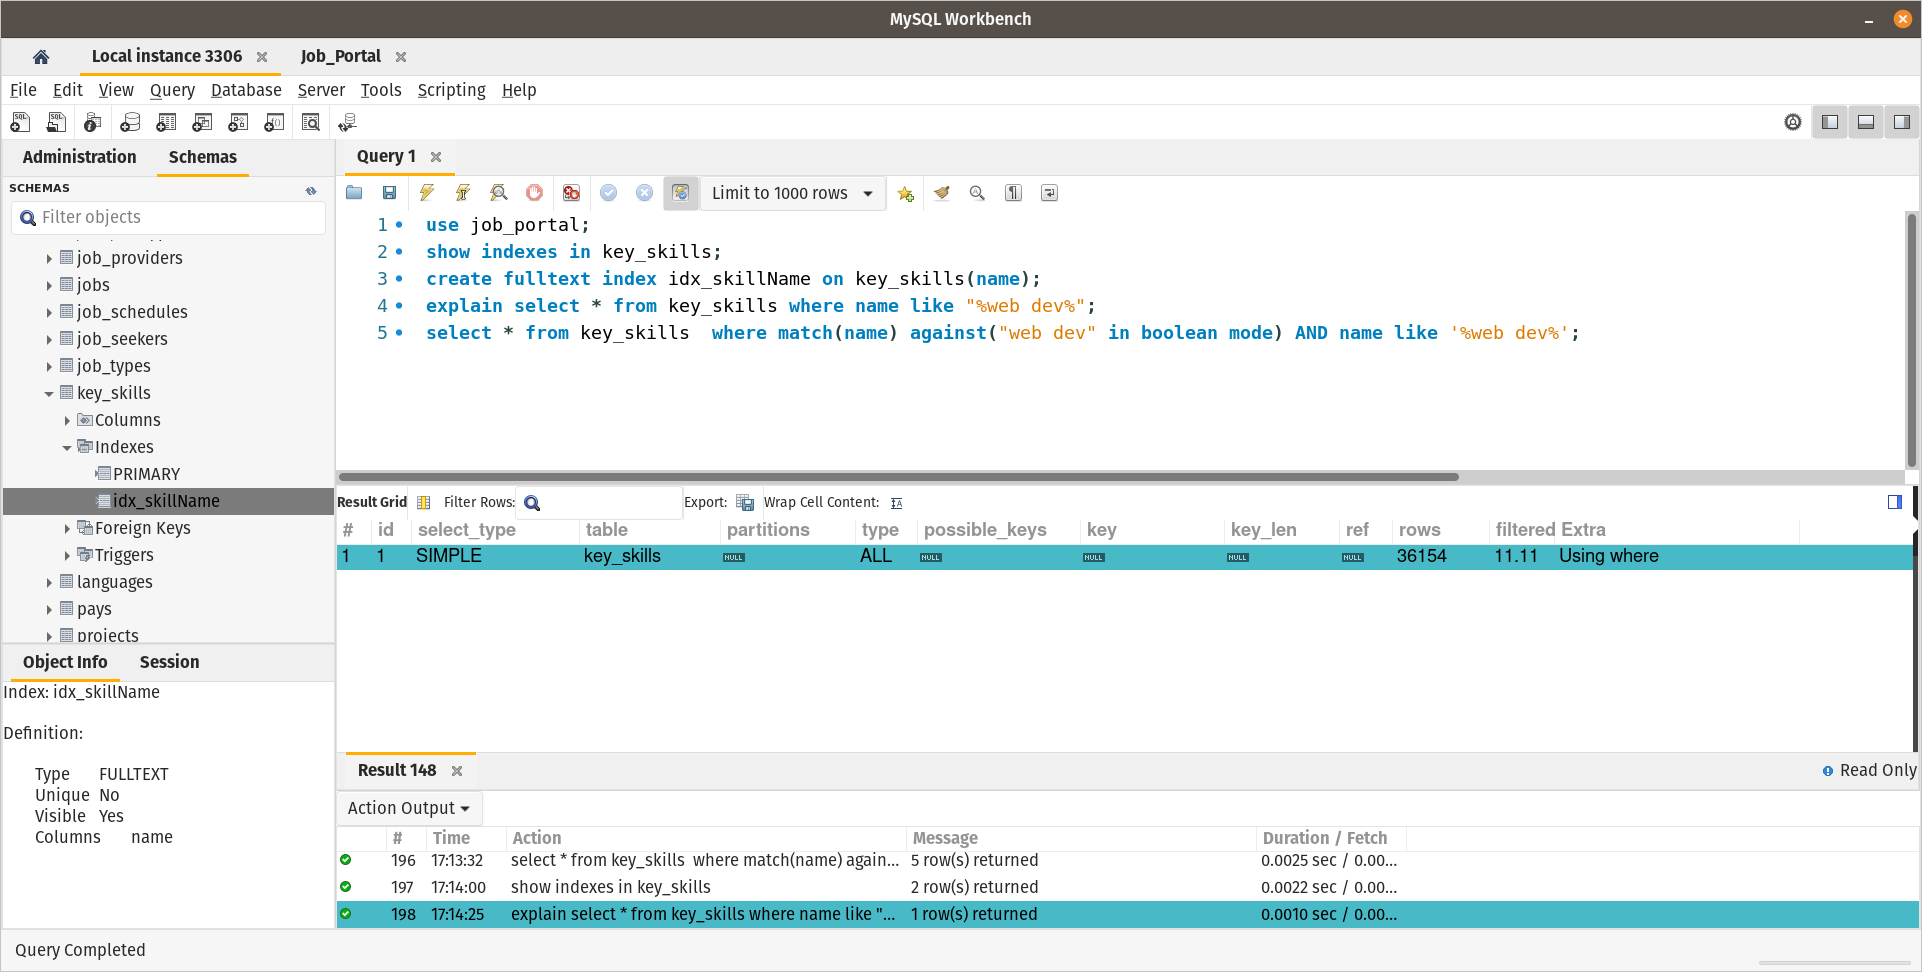 MySQL Workbench
Local instance 3306
Job_Portal
File Edit View Query Database Server Tools Scripting Help
Administration
Schemas
Query 1
SCHEMAS
Filter objects
Limit to 1000 rows
job_providers
jobs
job_schedules
job_seekers
job_types
key_skills
Columns
Indexes
PRIMARY
idx_skillName
Foreign Keys
Triggers
languages
pays
projects
1 use job_portal;
2 show indexes in key_skills;
3 create fulltext index idx_skillName on key_skills(name);
4 explain select * from key_skills where name like "%web dev%";
5 select * from key_skills  where match(name) against("web dev" in boolean mode) AND name like '%web dev%';
Result Grid Filter Rows: Export: Wrap Cell Content:
# id select_type table partitions type possible_keys key key_len ref rows filtered Extra
1 1 SIMPLE key_skills NULL ALL NULL NULL NULL NULL 36154 11.11 Using where
Object Info
Session
Index: idx_skillName
Definition:
Type FULLTEXT
Unique No
Visible Yes
Columns name
Result 148
Read Only
Action Output
# Time Action Message Duration / Fetch
196 17:13:32 select * from key_skills  where match(name) again... 5 row(s) returned 0.0025 sec / 0.00...
197 17:14:00 show indexes in key_skills 2 row(s) returned 0.0022 sec / 0.00...
198 17:14:25 explain select * from key_skills where name like "... 1 row(s) returned 0.0010 sec / 0.00...
Query Completed